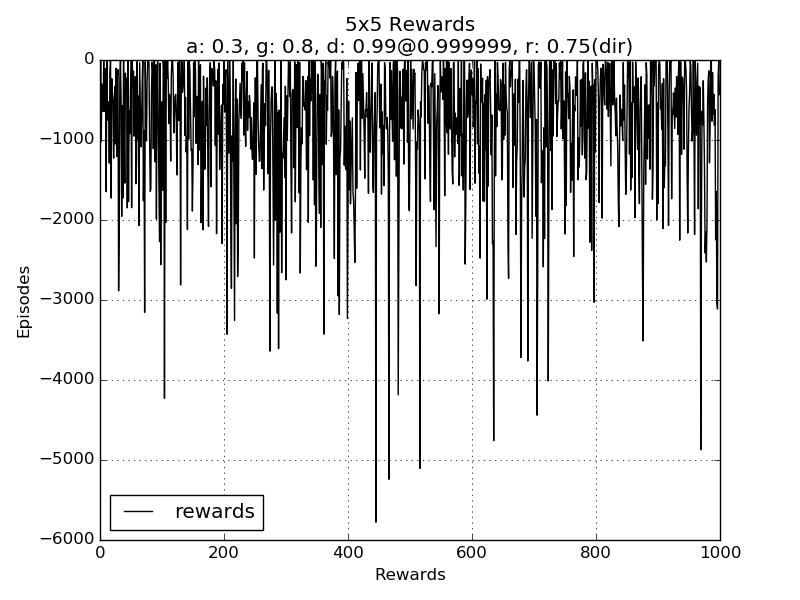 5x5 Rewards
a: 0.3, g: 0.8, d: 0.99@0.999999, r: 0.75(dir)
0
−1000
−2000
−3000
−4000
−5000
−6000
Episodes
rewards
0 200 400 600 800 1000
Rewards